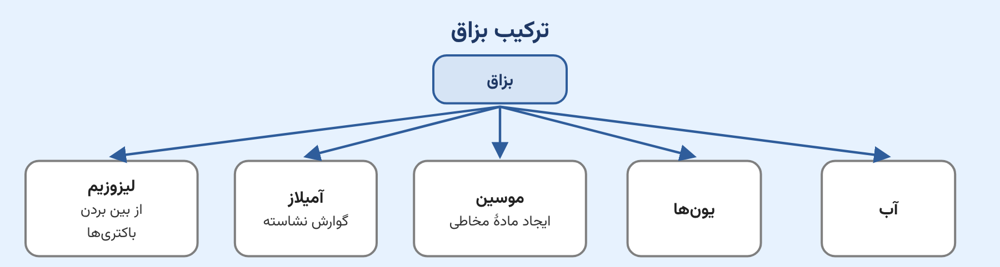 ترکیب بزاق
بزاق
آب
یون‌ها
موسین
ایجاد مادهٔ مخاطی
آمیلاز
گوارش نشاسته
لیزوزیم
از بین بردن
باکتری‌ها